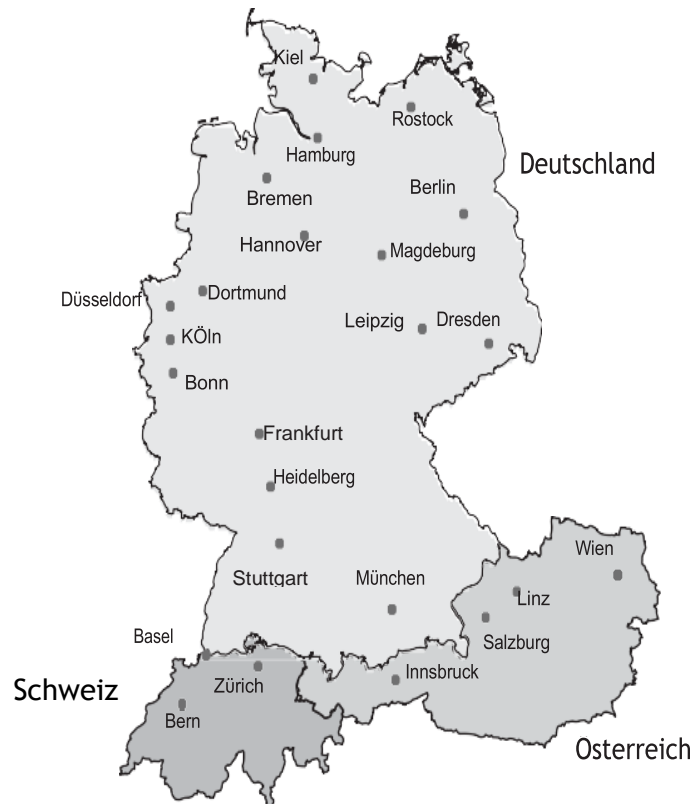 Kiel
Rostock
Hamburg
Deutschland
Berlin
Bremen
Hannover
Magdeburg
Düsseldorf
Dortmund
Leipzig
Dresden
KÖln
Bonn
Frankfurt
Heidelberg
Wien
Stuttgart
München
Linz
Basel
Salzburg
Innsbruck
Zürich
Schweiz
Bern
Osterreich